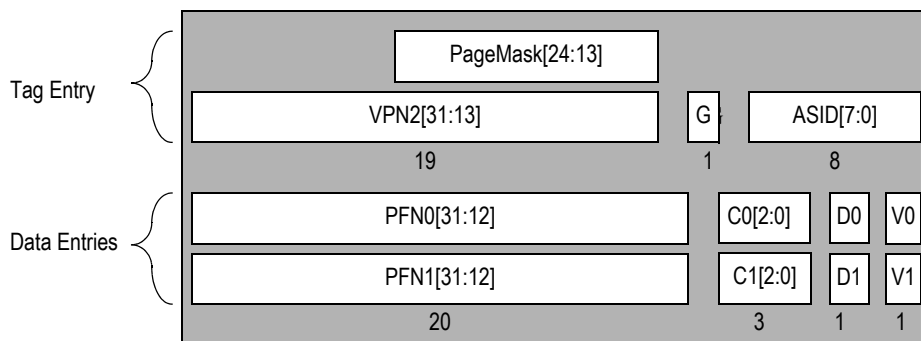 PageMask[24:13]
Tag Entry
VPN2[31:13] G ASID[7:0]
19 1 8
PFN0[31:12] C0[2:0] D0 V0
Data Entries
PFN1[31:12] C1[2:0] D1 V1
20 3 1 1